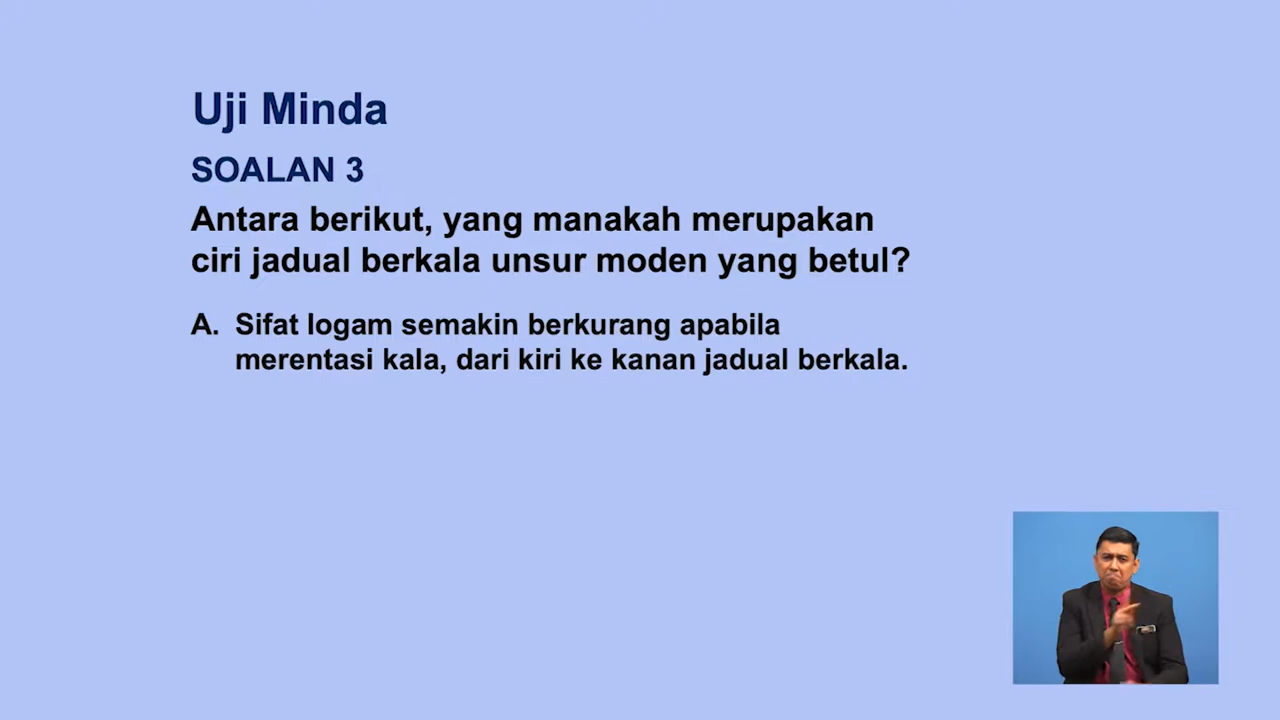 Uji Minda
SOALAN 3
Antara berikut, yang manakah merupakan
ciri jadual berkala unsur moden yang betul?
A. Sifat logam semakin berkurang apabila
merentasi kala, dari kiri ke kanan jadual berkala.